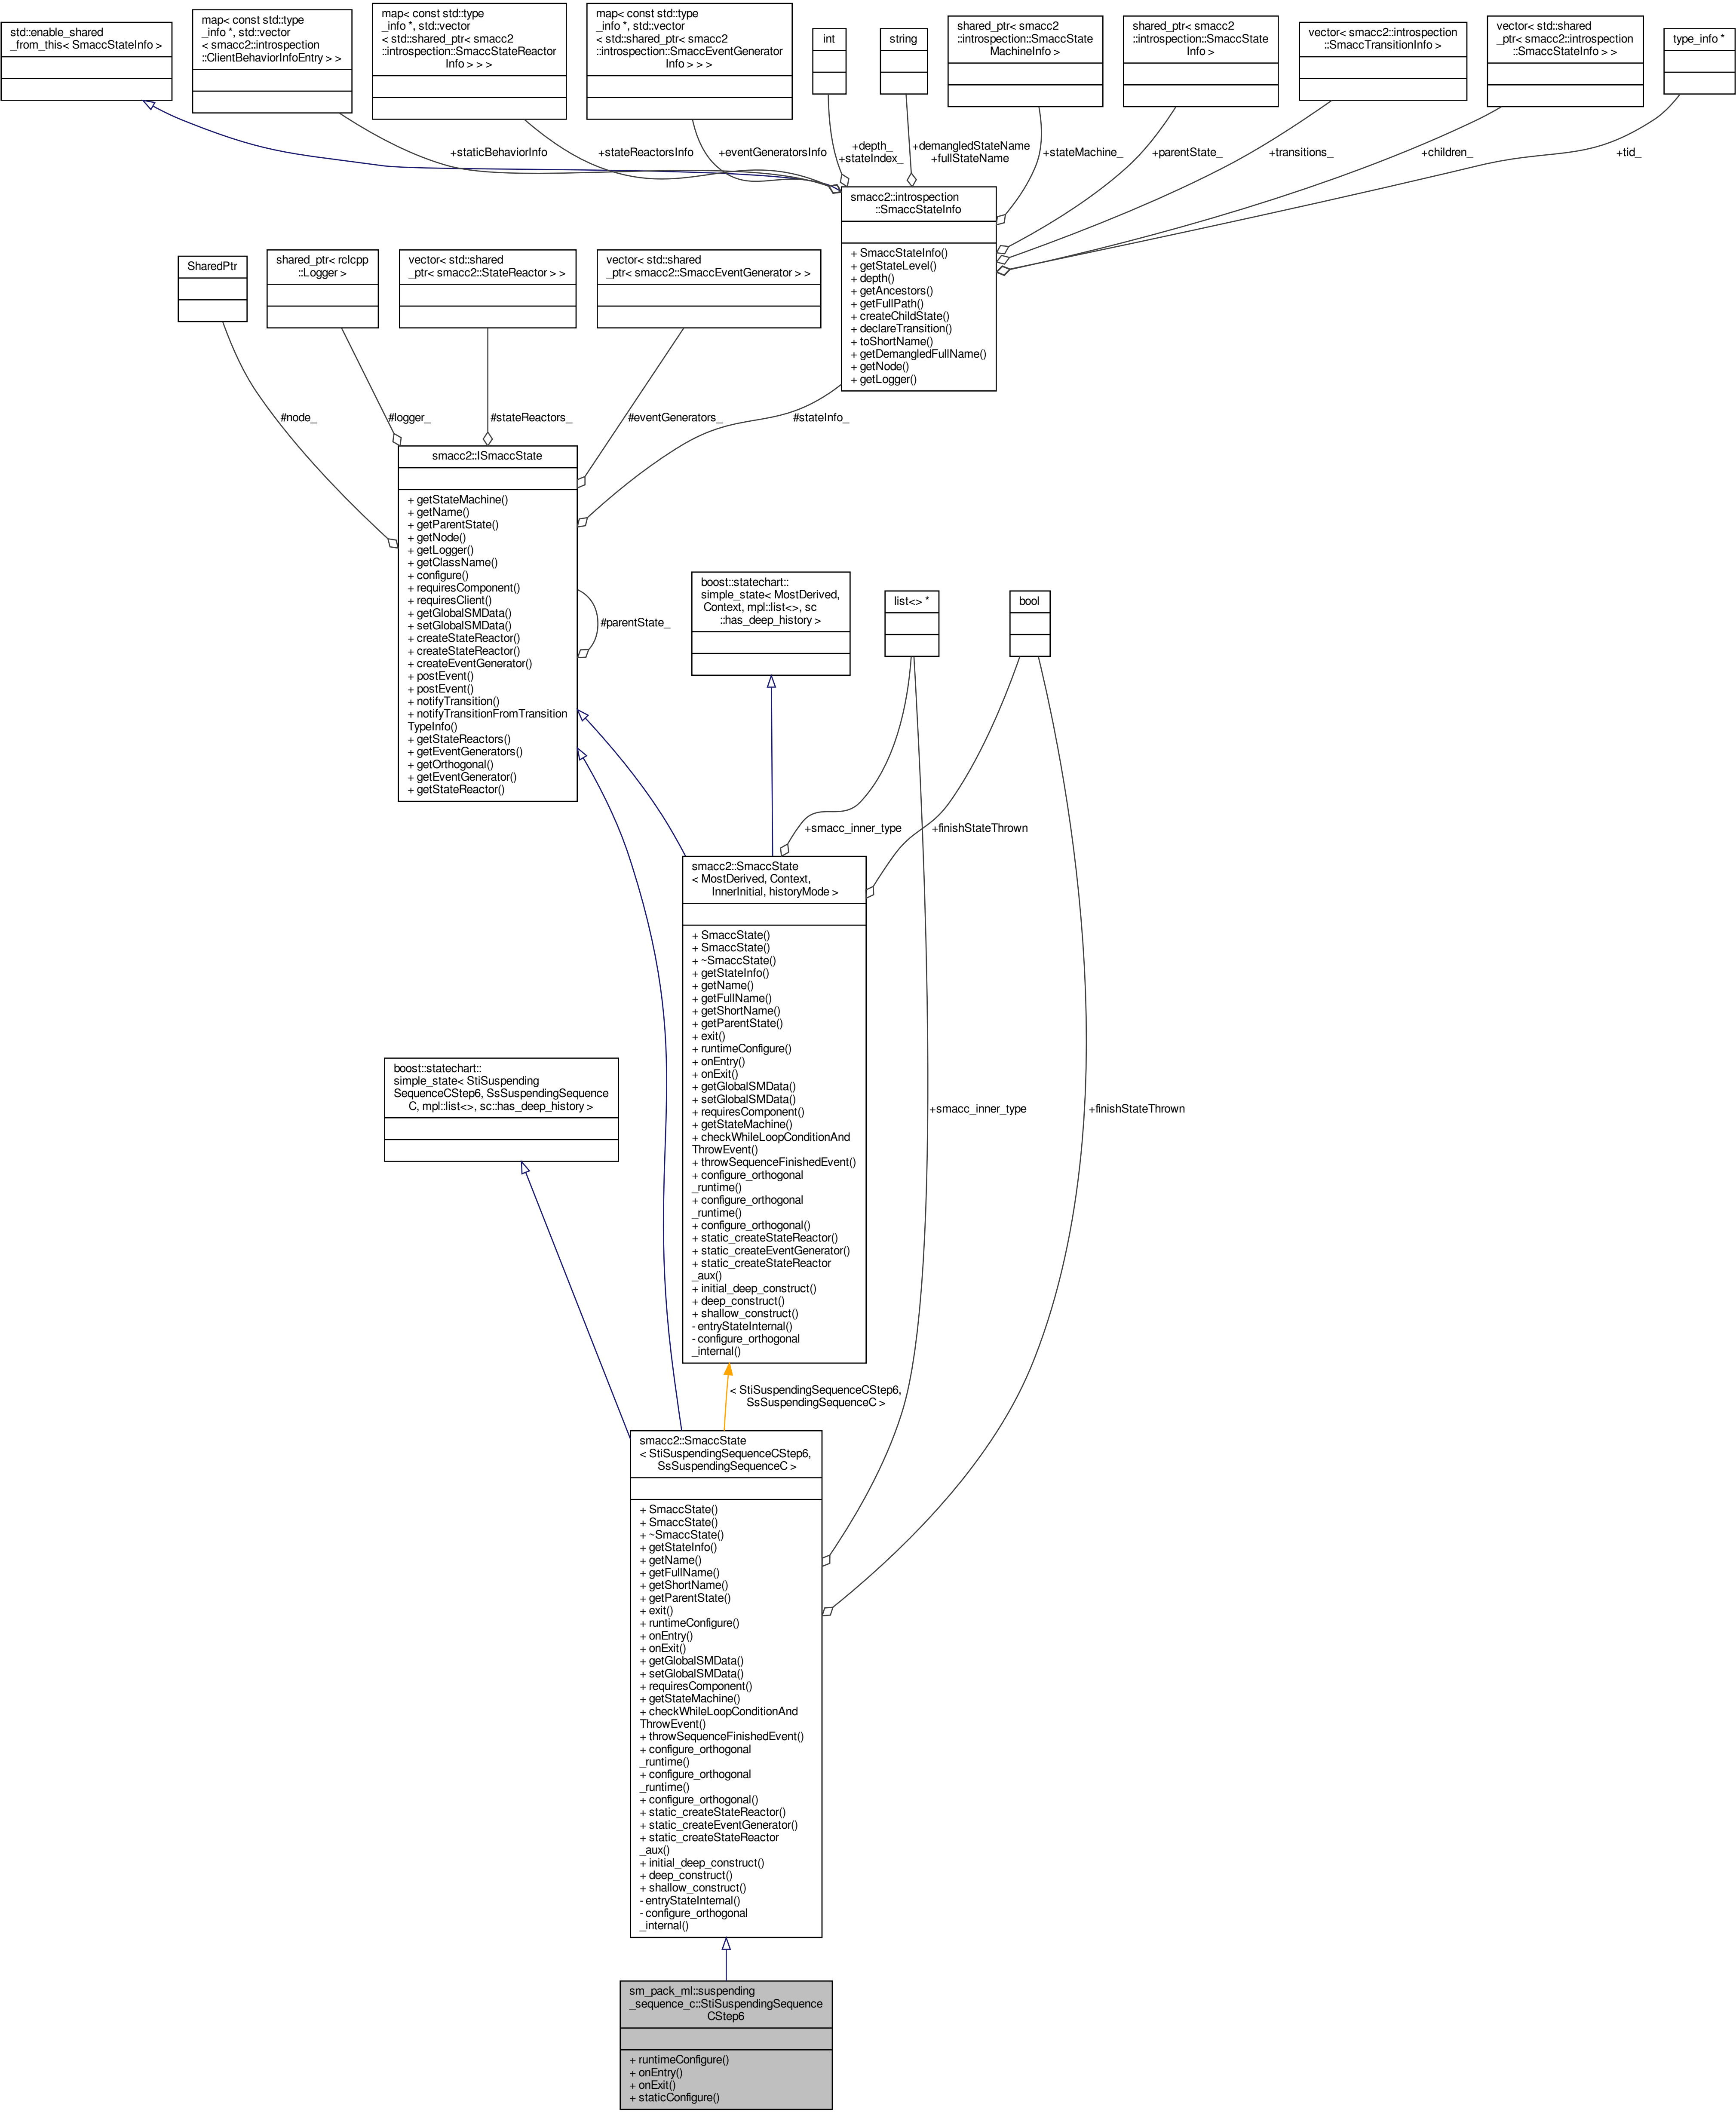 std::enable_shared
_from_this< SmaccStateInfo >
map< const std::type
_info *, std::vector
< smacc2::introspection
::ClientBehaviorInfoEntry > >
map< const std::type
_info *, std::vector
< std::shared_ptr< smacc2
::introspection::SmaccStateReactor
Info > > >
map< const std::type
_info *, std::vector
< std::shared_ptr< smacc2
::introspection::SmaccEventGenerator
Info > > >
int
string
shared_ptr< smacc2
::introspection::SmaccState
MachineInfo >
shared_ptr< smacc2
::introspection::SmaccState
Info >
vector< smacc2::introspection
::SmaccTransitionInfo >
vector< std::shared
_ptr< smacc2::introspection
::SmaccStateInfo > >
type_info *
+staticBehaviorInfo
+stateReactorsInfo
+eventGeneratorsInfo
+depth_
+stateIndex_
+demangledStateName
+fullStateName
+stateMachine_
+parentState_
+transitions_
+children_
+tid_
smacc2::introspection
::SmaccStateInfo
+ SmaccStateInfo()
+ getStateLevel()
+ depth()
+ getAncestors()
+ getFullPath()
+ createChildState()
+ declareTransition()
+ toShortName()
+ getDemangledFullName()
+ getNode()
+ getLogger()
SharedPtr
shared_ptr< rclcpp
::Logger >
vector< std::shared
_ptr< smacc2::StateReactor > >
vector< std::shared
_ptr< smacc2::SmaccEventGenerator > >
#node_
#logger_
#stateReactors_
#eventGenerators_
#stateInfo_
smacc2::ISmaccState
+ getStateMachine()
+ getName()
+ getParentState()
+ getNode()
+ getLogger()
+ getClassName()
+ configure()
+ requiresComponent()
+ requiresClient()
+ getGlobalSMData()
+ setGlobalSMData()
+ createStateReactor()
+ createStateReactor()
+ createEventGenerator()
+ postEvent()
+ postEvent()
+ notifyTransition()
+ notifyTransitionFromTransition
TypeInfo()
+ getStateReactors()
+ getEventGenerators()
+ getOrthogonal()
+ getEventGenerator()
+ getStateReactor()
#parentState_
boost::statechart::
simple_state< MostDerived,
Context, mpl::list<>, sc
::has_deep_history >
list<> *
bool
+smacc_inner_type
+finishStateThrown
smacc2::SmaccState
< MostDerived, Context,
InnerInitial, historyMode >
+ SmaccState()
+ SmaccState()
+ ~SmaccState()
+ getStateInfo()
+ getName()
+ getFullName()
+ getShortName()
+ getParentState()
+ exit()
+ runtimeConfigure()
+ onEntry()
+ onExit()
+ getGlobalSMData()
+ setGlobalSMData()
+ requiresComponent()
+ getStateMachine()
+ checkWhileLoopConditionAnd
ThrowEvent()
+ throwSequenceFinishedEvent()
+ configure_orthogonal
_runtime()
+ configure_orthogonal
_runtime()
+ configure_orthogonal()
+ static_createStateReactor()
+ static_createEventGenerator()
+ static_createStateReactor
_aux()
+ initial_deep_construct()
+ deep_construct()
+ shallow_construct()
- entryStateInternal()
- configure_orthogonal
_internal()
+smacc_inner_type
+finishStateThrown
boost::statechart::
simple_state< StiSuspending
SequenceCStep6, SsSuspendingSequence
C, mpl::list<>, sc::has_deep_history >
< StiSuspendingSequenceCStep6,
SsSuspendingSequenceC >
smacc2::SmaccState
< StiSuspendingSequenceCStep6,
SsSuspendingSequenceC >
+ SmaccState()
+ SmaccState()
+ ~SmaccState()
+ getStateInfo()
+ getName()
+ getFullName()
+ getShortName()
+ getParentState()
+ exit()
+ runtimeConfigure()
+ onEntry()
+ onExit()
+ getGlobalSMData()
+ setGlobalSMData()
+ requiresComponent()
+ getStateMachine()
+ checkWhileLoopConditionAnd
ThrowEvent()
+ throwSequenceFinishedEvent()
+ configure_orthogonal
_runtime()
+ configure_orthogonal
_runtime()
+ configure_orthogonal()
+ static_createStateReactor()
+ static_createEventGenerator()
+ static_createStateReactor
_aux()
+ initial_deep_construct()
+ deep_construct()
+ shallow_construct()
- entryStateInternal()
- configure_orthogonal
_internal()
sm_pack_ml::suspending
_sequence_c::StiSuspendingSequence
CStep6
+ runtimeConfigure()
+ onEntry()
+ onExit()
+ staticConfigure()